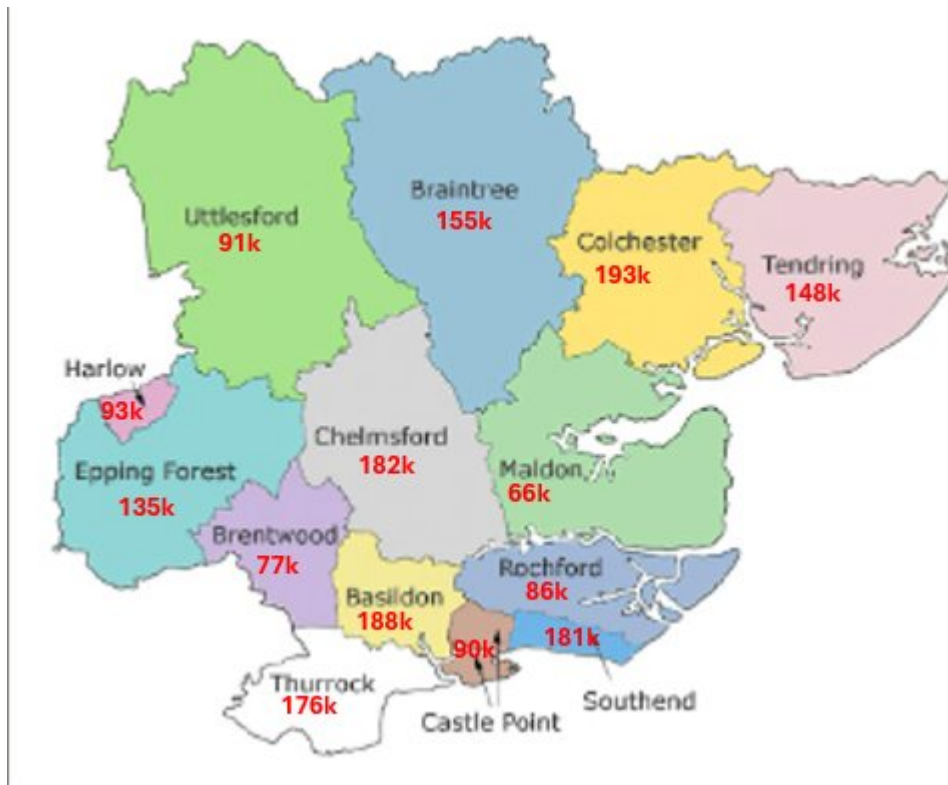 Uttlesford
91k
Braintree
155k
Colchester
193k
Tendring
148k
Harlow
93k
Epping Forest
135k
Chelmsford
182k
Maldon
66k
Brentwood
77k
Basildon
188k
Rochford
86k
90k
181k
Thurrock
176k
Castle Point
Southend